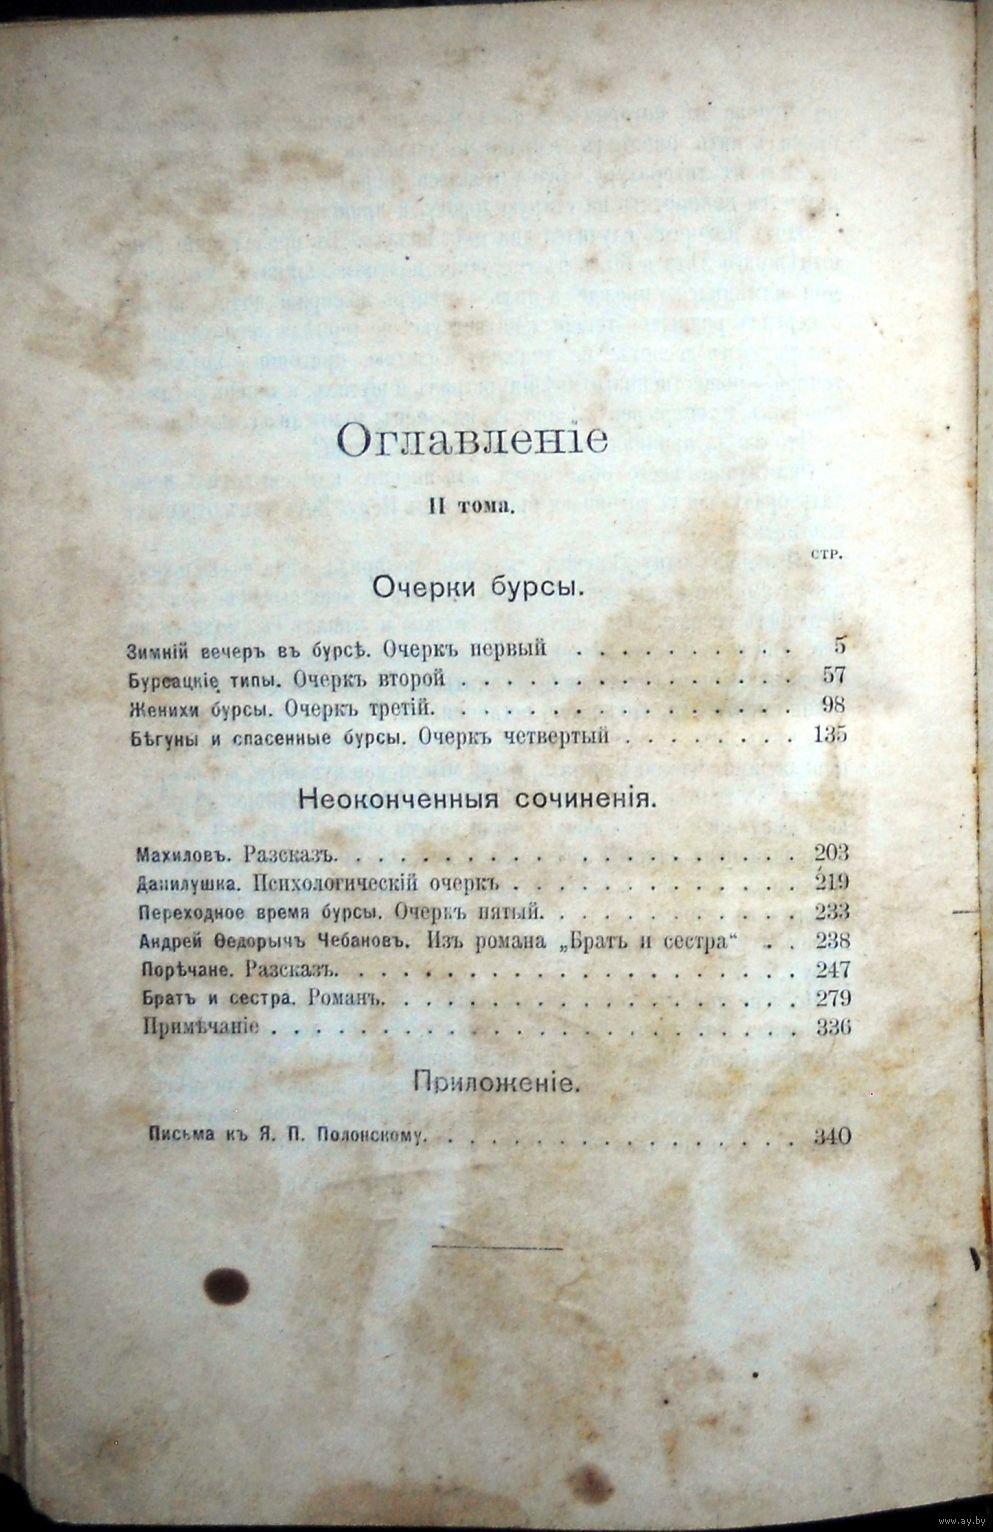 Оглавленіе
II тома.
СТР.
Очерки бурсы.
Зимній вечеръ въ бурсѣ. Очеркъ первый . . . . . . . . . . 5
Бурсацкіе типы. Очеркъ второй . . . . . . . . . . . . . . . 57
Женихи бурсы. Очеркъ третій. . . . . . . . . . . . . . . . 98
Бѣгуны и спасенные бурсы. Очеркъ четвертый . . . . . . . . 135
Неоконченныя сочиненія.
Махиловъ. Разсказъ. . . . . . . . . . . . . . . . . . . . . 203
Данилушка. Психологическій очеркъ . . . . . . . . . . . . . 219
Переходное время бурсы. Очеркъ пятый. . . . . . . . . . . . 233
Андрей Ѳедорычъ Чебановъ. Изъ романа „Братъ и сестра“ . . 238
Порѣчане. Разсказъ. . . . . . . . . . . . . . . . . . . . . 247
Братъ и сестра. Романъ. . . . . . . . . . . . . . . . . . . 279
Примѣчаніе . . . . . . . . . . . . . . . . . . . . . . . . 336
Приложеніе.
Письма къ Я. П. Полонскому. . . . . . . . . . . . . . . . . 340
www.ay.by